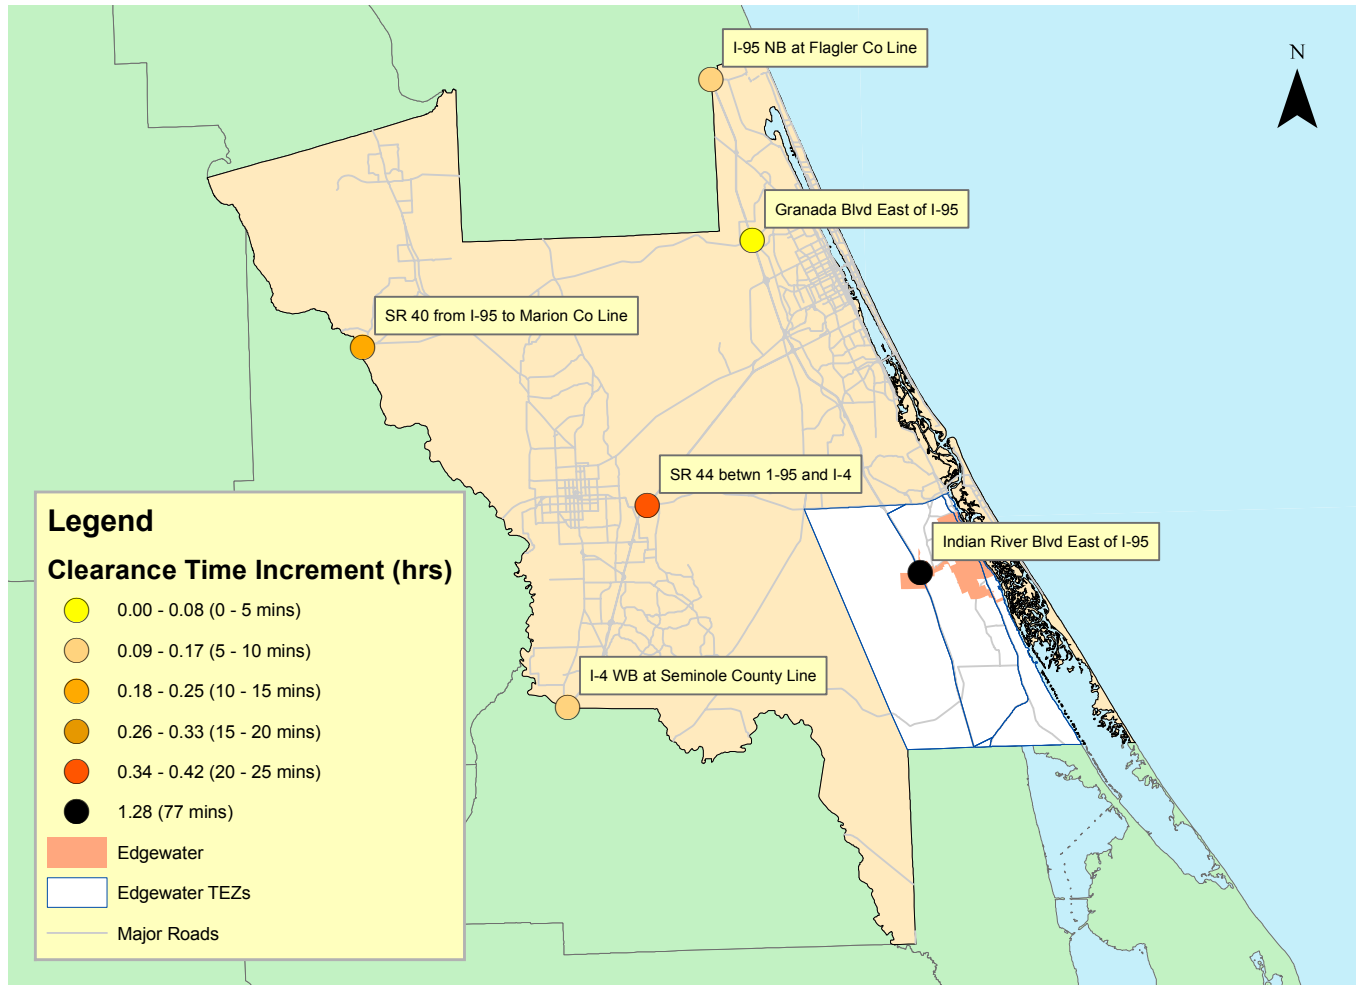 I-95 NB at Flagler Co Line
N
Granada Blvd East of I-95
SR 40 from I-95 to Marion Co Line
SR 44 betwn 1-95 and I-4
Indian River Blvd East of I-95
I-4 WB at Seminole County Line
Legend
Clearance Time Increment (hrs)
0.00 - 0.08 (0 - 5 mins)
0.09 - 0.17 (5 - 10 mins)
0.18 - 0.25 (10 - 15 mins)
0.26 - 0.33 (15 - 20 mins)
0.34 - 0.42 (20 - 25 mins)
1.28 (77 mins)
Edgewater
Edgewater TEZs
Major Roads